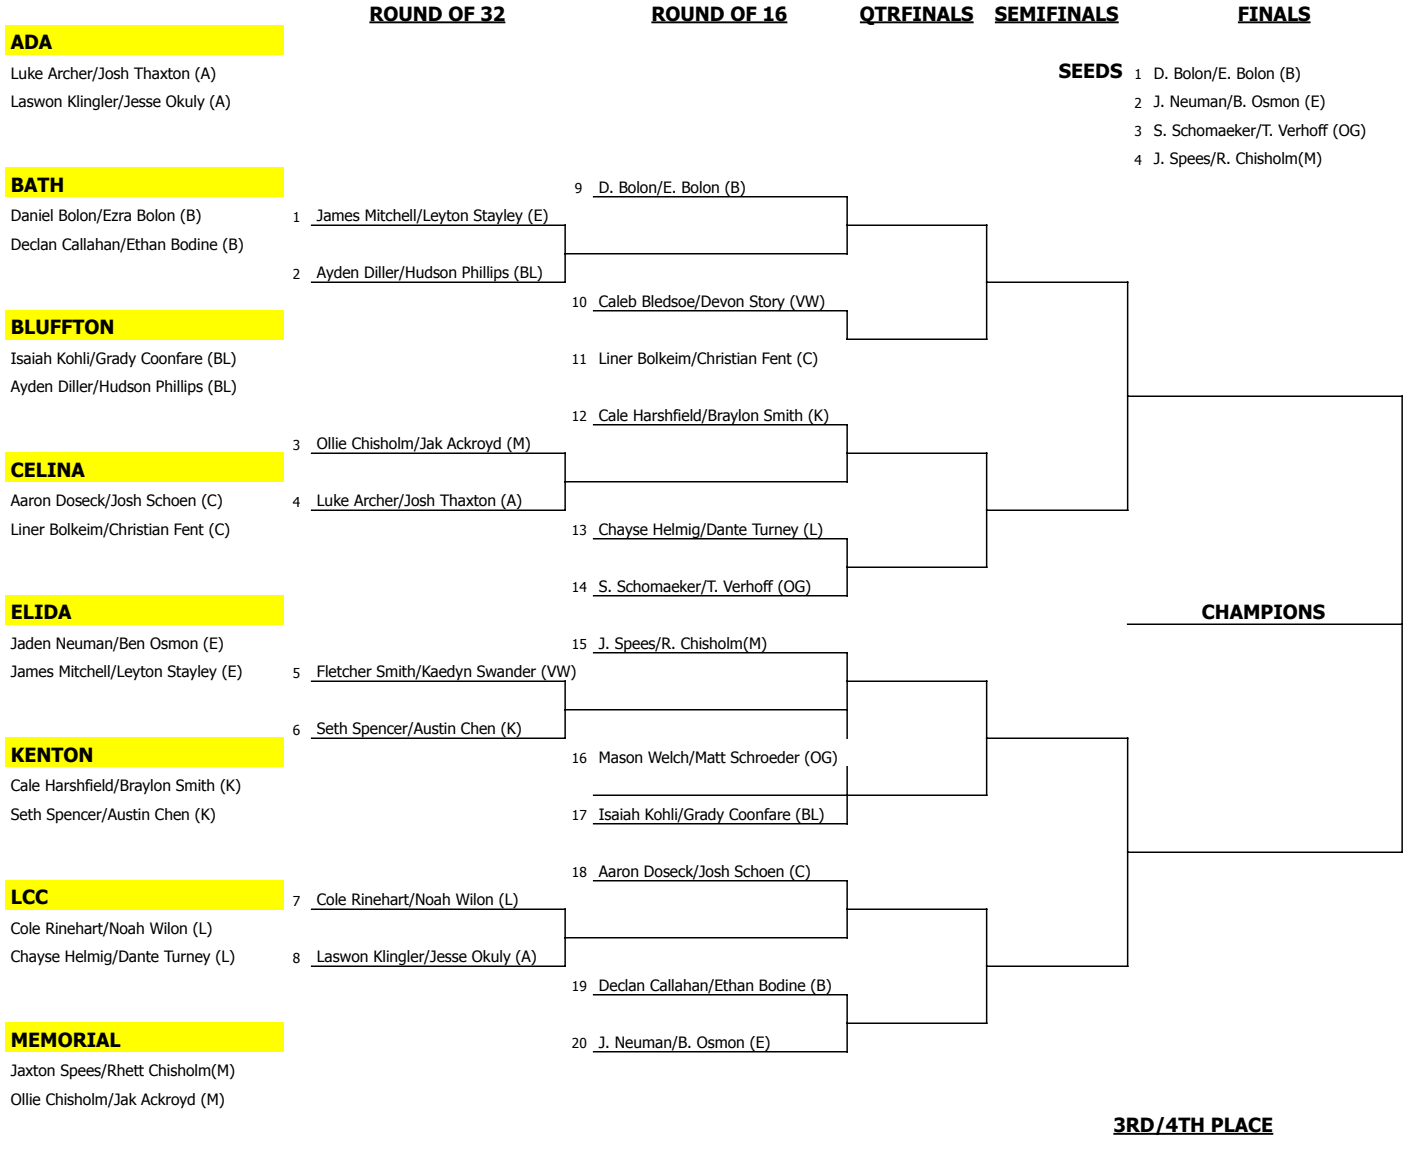 ROUND OF 32 ROUND OF 16 QTRFINALS SEMIFINALS FINALS
ADA
Luke Archer/Josh Thaxton (A)
Laswon Klingler/Jesse Okuly (A)
SEEDS 1 D. Bolon/E. Bolon (B)
2 J. Neuman/B. Osmon (E)
3 S. Schomaeker/T. Verhoff (OG)
4 J. Spees/R. Chisholm(M)
BATH
Daniel Bolon/Ezra Bolon (B)
Declan Callahan/Ethan Bodine (B)
BLUFFTON
Isaiah Kohli/Grady Coonfare (BL)
Ayden Diller/Hudson Phillips (BL)
CELINA
Aaron Doseck/Josh Schoen (C)
Liner Bolkeim/Christian Fent (C)
ELIDA
Jaden Neuman/Ben Osmon (E)
James Mitchell/Leyton Stayley (E)
KENTON
Cale Harshfield/Braylon Smith (K)
Seth Spencer/Austin Chen (K)
LCC
Cole Rinehart/Noah Wilon (L)
Chayse Helmig/Dante Turney (L)
MEMORIAL
Jaxton Spees/Rhett Chisholm(M)
Ollie Chisholm/Jak Ackroyd (M)
1 James Mitchell/Leyton Stayley (E)
2 Ayden Diller/Hudson Phillips (BL)
3 Ollie Chisholm/Jak Ackroyd (M)
4 Luke Archer/Josh Thaxton (A)
5 Fletcher Smith/Kaedyn Swander (VW)
6 Seth Spencer/Austin Chen (K)
7 Cole Rinehart/Noah Wilon (L)
8 Laswon Klingler/Jesse Okuly (A)
9 D. Bolon/E. Bolon (B)
10 Caleb Bledsoe/Devon Story (VW)
11 Liner Bolkeim/Christian Fent (C)
12 Cale Harshfield/Braylon Smith (K)
13 Chayse Helmig/Dante Turney (L)
14 S. Schomaeker/T. Verhoff (OG)
15 J. Spees/R. Chisholm(M)
16 Mason Welch/Matt Schroeder (OG)
17 Isaiah Kohli/Grady Coonfare (BL)
18 Aaron Doseck/Josh Schoen (C)
19 Declan Callahan/Ethan Bodine (B)
20 J. Neuman/B. Osmon (E)
CHAMPIONS
3RD/4TH PLACE